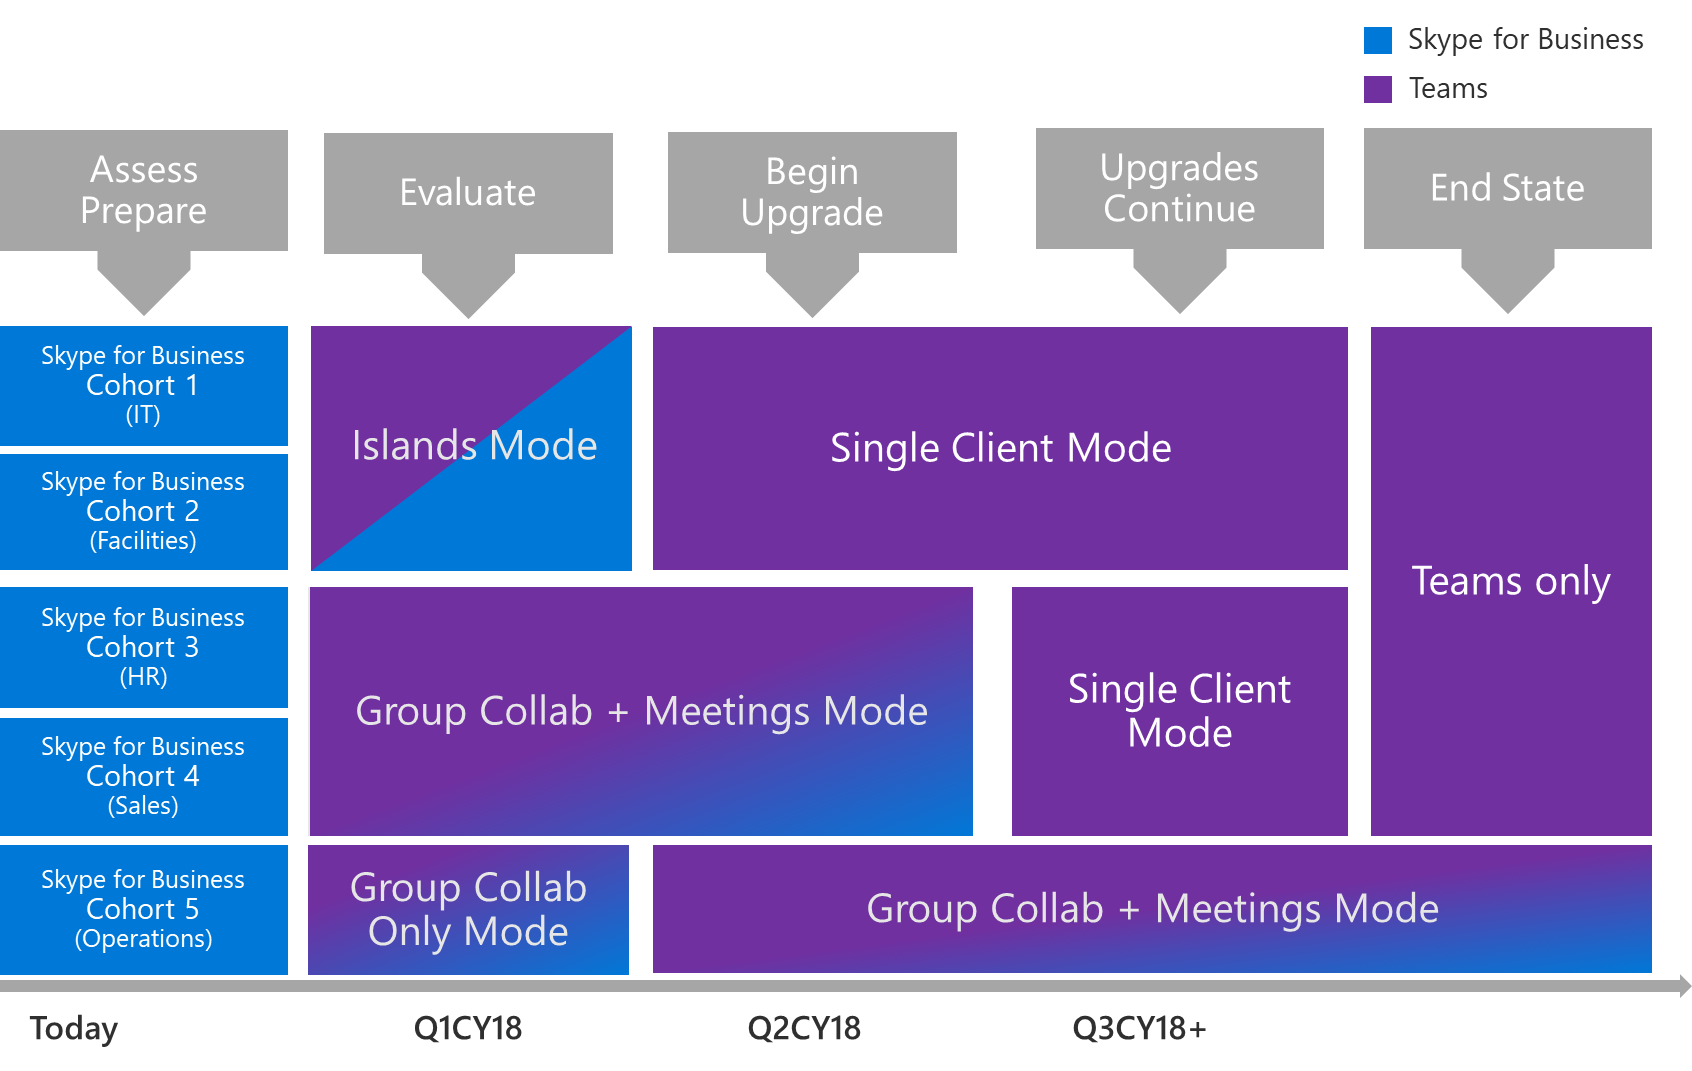 Skype for Business
Teams
Assess
Prepare
Evaluate
Begin
Upgrade
Upgrades
Continue
End State
Skype for Business
Cohort 1
(IT)
Skype for Business
Cohort 2
(Facilities)
Islands Mode
Single Client Mode
Teams only
Skype for Business
Cohort 3
(HR)
Skype for Business
Cohort 4
(Sales)
Group Collab + Meetings Mode
Single Client
Mode
Skype for Business
Cohort 5
(Operations)
Group Collab
Only Mode
Group Collab + Meetings Mode
Today
Q1CY18
Q2CY18
Q3CY18+